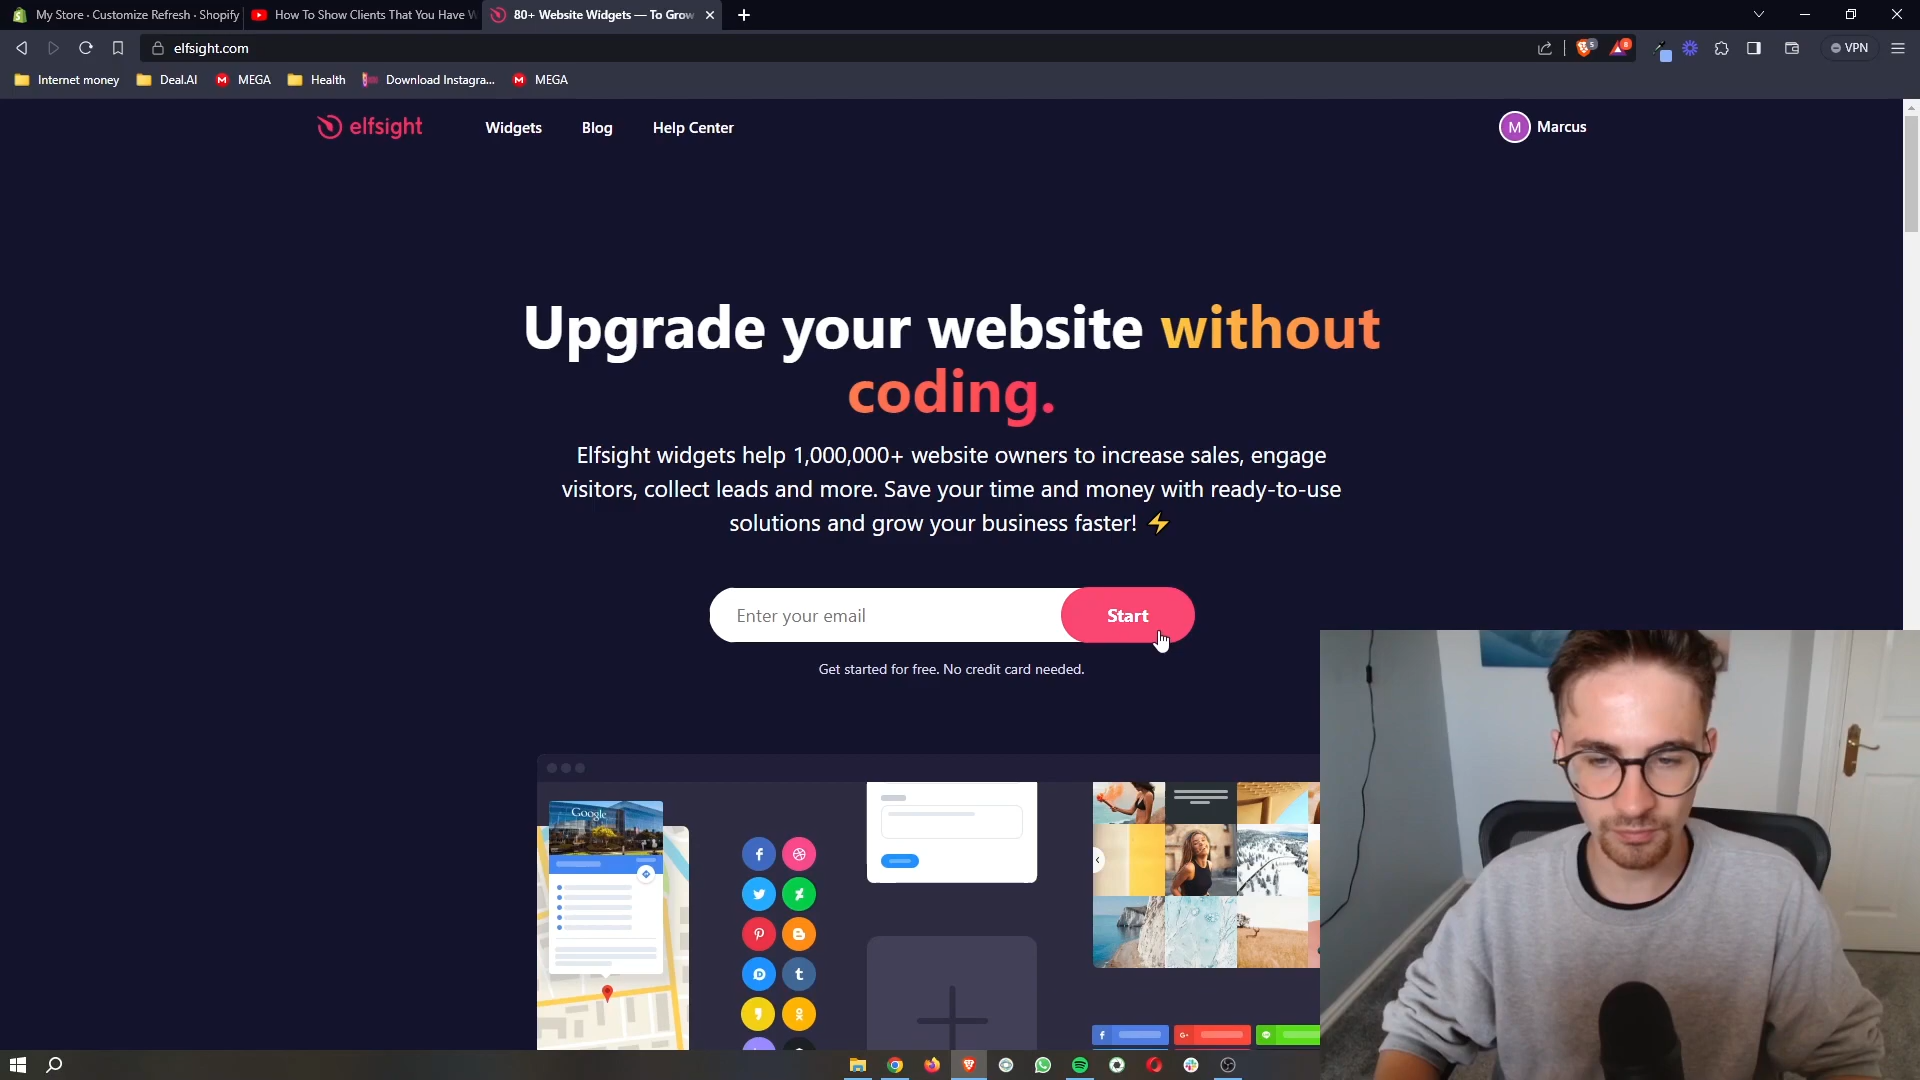 My Store · Customize Refresh · Shopify
How To Show Clients That You Have W
80+ Website Widgets — To Grow
elfsight.com
VPN
Internet money
Deal.AI
MEGA
Health
Download Instagra...
MEGA
elfsight
Widgets
Blog
Help Center
M
Marcus
Upgrade your website without
coding.
Elfsight widgets help 1,000,000+ website owners to increase sales, engage
visitors, collect leads and more. Save your time and money with ready-to-use
solutions and grow your business faster! ⚡
Enter your email
Start
Get started for free. No credit card needed.
Google